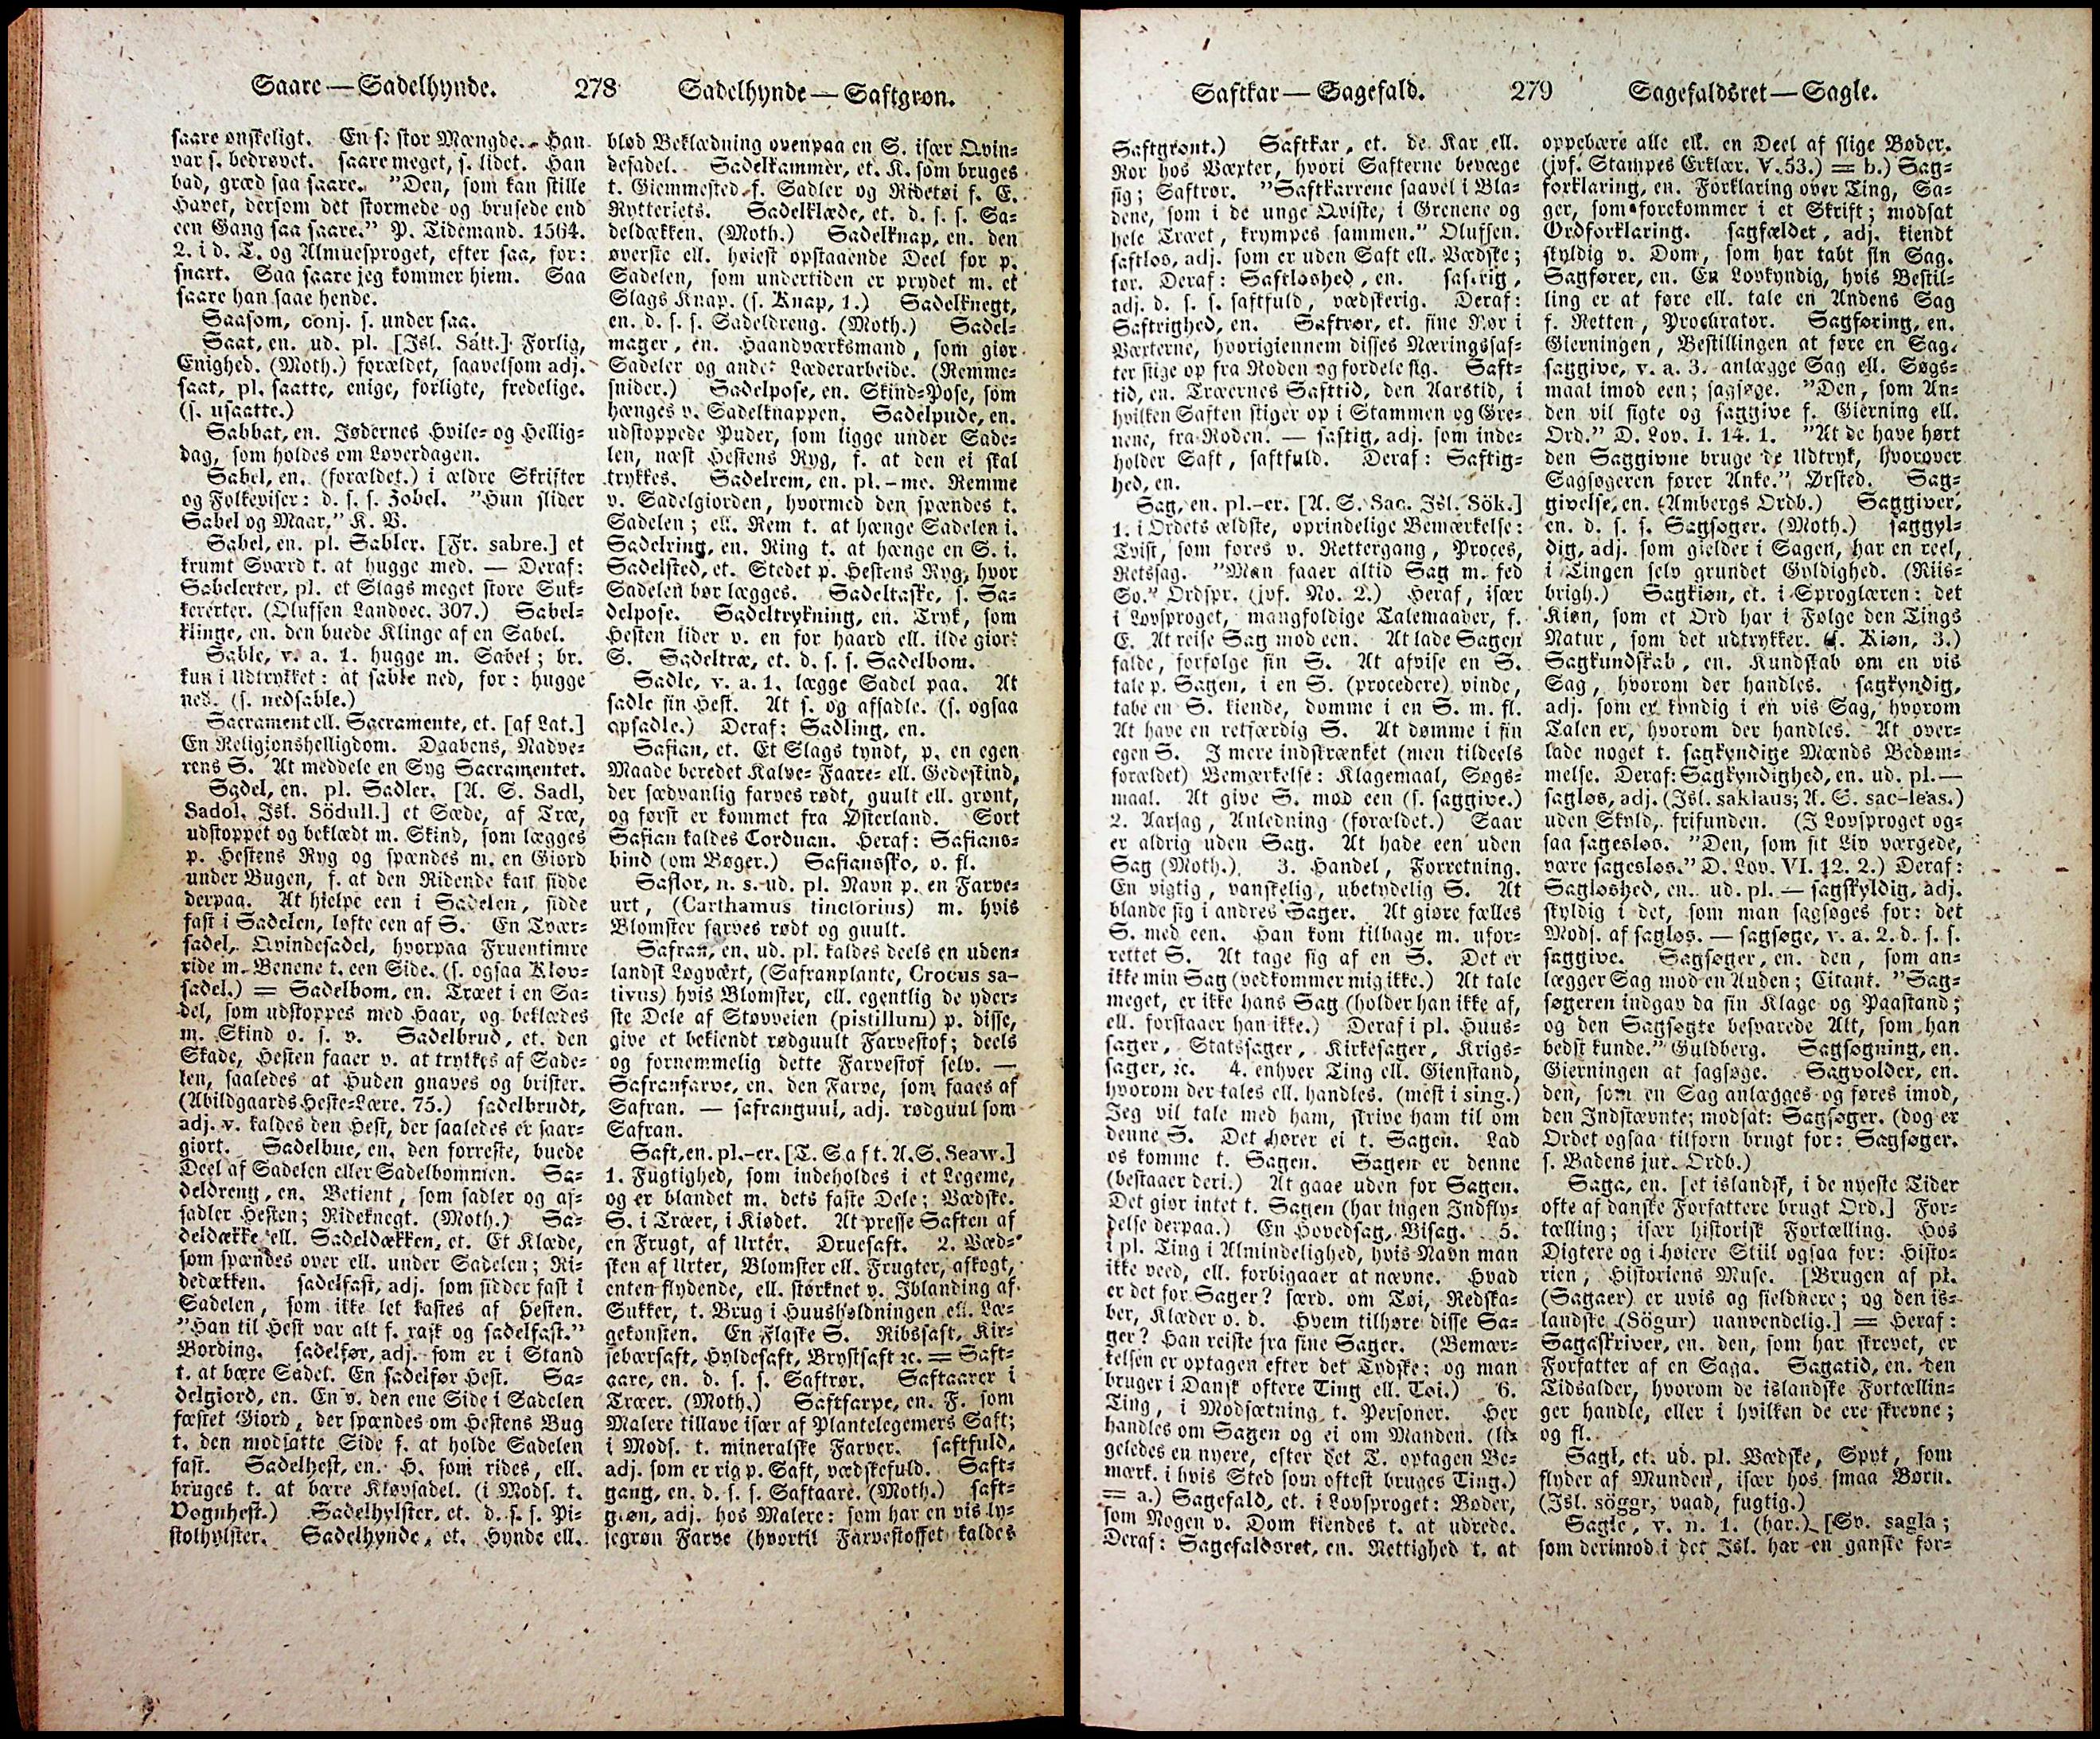 Saare — Sadelhynde. 278 Sadelhynde — Saftgrøn.
saare ønskeligt. En s. stor Mængde. Han
var s. bedrøvet. saare meget, s. lidet. Han
bad, græd saa saare. "Den, som kan stille
Havet, dersom det stormede og brusede end
een Gang saa saare." P. Tidemand. 1564.
2. i d. T. og Almuesproget, efter saa, for:
snart. Saa saare jeg kommer hiem. Saa
saare han saae hende.
Saasom, conj. s. under saa.
Saat, en. ud. pl. [Isl. Sátt.] Forlig,
Enighed. (Moth.) forældet, saavelsom adj.
saat, pl. saatte, enige, forligte, fredelige.
(s. usaatte.)
Sabbat, en. Jødernes Hvile- og Hellig-
dag, som holdes om Løverdagen.
Sabel, en. (forældet.) i ældre Skrifter
og Folkeviser: d. s. s. Zobel. "Hun slider
Sabel og Maar." K. V.
Sabel, en. pl. Sabler. [Fr. sabre.] et
krumt Sværd t. at hugge med. — Deraf:
Sabelerter, pl. et Slags meget store Suk-
kererter. (Olufsen Landoec. 307.) Sabel-
klinge, en. den buede Klinge af en Sabel.
Sable, v. a. 1. hugge m. Sabel; br.
kun i Udtrykket: at sable ned, for: hugge
ned. (s. nedsable.)
Sacrament ell. Sacramente, et. [af Lat.]
En Religionshelligdom. Daabens, Nadve-
rens S. At meddele en Syg Sacramentet.
Sadel, en. pl. Sadler. [A. S. Sadl,
Sadol. Isl. Södull.] et Sæde, af Træ,
udstoppet og beklædt m. Skind, som lægges
p. Hestens Ryg og spændes m. en Giord
under Bugen, f. at den Ridende kan sidde
derpaa. At hielpe een i Sadelen, sidde
fast i Sadelen, løfte een af S. En Tvær-
sadel, Qvindesadel, hvorpaa Fruentimre
ride m. Benene t. een Side. (s. ogsaa Kløv-
sadel.) = Sadelbom, en. Træet i en Sa-
del, som udstoppes med Haar, og beklædes
m. Skind o. s. v. Sadelbrud, et. den
Skade, Hesten faaer v. at trykkes af Sade-
len, saaledes at Huden gnaves og brister.
(Abildgaards Heste-Lære. 75.) sadelbrudt,
adj. v. kaldes den Hest, der saaledes er saar-
giort. Sadelbue, en. den forreste, buede
Deel af Sadelen eller Sadelbommen. Sa-
deldreng, en. Betient, som sadler og af-
sadler Hesten; Rideknegt. (Moth.) Sa-
deldække ell. Sadeldækken, et. Et Klæde,
som spændes over ell. under Sadelen; Ri-
dedækken. sadelfast, adj. som sidder fast i
Sadelen, som ikke let kastes af Hesten.
"Han til Hest var alt f. rask og sadelfast."
Bording. sadelfør, adj. som er i Stand
t. at bære Sadel. En sadelfør Hest. Sa-
delgiord, en. En v. den ene Side i Sadelen
fæstet Giord, der spændes om Hestens Bug
t. den modsatte Side f. at holde Sadelen
fast. Sadelhest, en. H. som rides, ell.
bruges t. at bære Kløvsadel. (i Mods. t.
Vognhest.) Sadelhylster, et. d. s. s. Pi-
stolhylster. Sadelhynde, et. Hynde ell.
blød Beklædning ovenpaa en S. især Qvin-
desadel. Sadelkammer, et. K. som bruges
t. Giemmested f. Sadler og Ridetøi f. E.
Rytteriets. Sadelklæde, et. d. s. s. Sa-
deldækken. (Moth.) Sadelknap, en. den
øverste ell. høiest opstaaende Deel for p.
Sadelen, som undertiden er prydet m. et
Slags Knap. (s. Knap, 1.) Sadelknegt,
en. d. s. s. Sadeldreng. (Moth.) Sadel-
mager, en. Haandværksmand, som giør
Sadeler og andet Læderarbeide. (Remme-
snider.) Sadelpose, en. Skind-Pose, som
hænges v. Sadelknappen. Sadelpude, en.
udstoppede Puder, som ligge under Sade-
len, næst Hestens Ryg, f. at den ei skal
trykkes. Sadelrem, en. pl. -me. Remme
v. Sadelgiorden, hvormed den spændes t.
Sadelen; ell. Rem t. at hænge Sadelen i.
Sadelring, en. Ring t. at hænge en S. i.
Sadelsted, et. Stedet p. Hestens Ryg, hvor
Sadelen bør lægges. Sadeltaske, s. Sa-
delpose. Sadeltrykning, en. Tryk, som
Hesten lider v. en for haard ell. ilde giort
S. Sadeltræ, et. d. s. s. Sadelbom.
Sadle, v. a. 1. lægge Sadel paa. At
sadle sin Hest. At s. og afsadle. (s. ogsaa
opsadle.) Deraf: Sadling, en.
Safian, et. Et Slags tyndt, p. en egen
Maade beredet Kalve- Faare- ell. Gedeskind,
der sædvanlig farves rødt, guult ell. grønt,
og først er kommet fra Østerland. Sort
Safian kaldes Corduan. Heraf: Safians-
bind (om Bøger.) Safianssko, o. fl.
Saflor, n. s. ud. pl. Navn p. en Farve-
urt, (Carthamus tinctorius) m. hvis
Blomster farves rødt og guult.
Safran, en. ud. pl. kaldes deels en uden-
landsk Løgvæxt, (Safranplante, Crocus sa-
tivus) hvis Blomster, ell. egentlig de yder-
ste Dele af Støvveien (pistillum) p. disse,
give et bekiendt rødguult Farvestof; deels
og fornemmelig dette Farvestof selv. —
Safranfarve, en. den Farve, som faaes af
Safran. — safranguul, adj. rødguul som
Safran.
Saft, en. pl. -er. [T. Saft. A. S. Seaw.]
1. Fugtighed, som indeholdes i et Legeme,
og er blandet m. dets faste Dele; Vædske.
S. i Træer, i Kiødet. At presse Saften af
en Frugt, af Urter. Druesaft. 2. Væd-
sken af Urter, Blomster ell. Frugter, afkogt,
enten flydende, ell. størknet v. Iblanding af
Sukker, t. Brug i Huusholdningen ell. Læ-
gekonsten. En Flaske S. Ribssaft, Kir-
sebærsaft, Hyldesaft, Brystsaft ꝛc. = Saft-
aare, en. d. s. s. Saftrør. Saftaarer i
Træer. (Moth.) Saftfarve, en. F. som
Malere tillave især af Plantelegemers Saft;
i Mods. t. mineralske Farver. saftfuld,
adj. som er rig p. Saft, vædskefuld. Saft-
gang, en. d. s. s. Saftaare. (Moth.) saft-
grøn, adj. hos Malere: som har en vis ly-
segrøn Farve (hvortil Farvestoffet kaldes
Saftkar — Sagefald. 279 Sagefaldsret — Sagle.
Saftgrønt.) Saftkar, et. de Kar ell.
Rør hos Væxter, hvori Safterne bevæge
sig; Saftrør. "Saftkarrene saavel i Bla-
dene, som i de unge Qviste, i Grenene og
hele Træet, krympes sammen." Olufsen.
saftløs, adj. som er uden Saft ell. Vædske;
tør. Deraf: Saftløshed, en. saftrig,
adj. d. s. s. saftfuld, vædskerig. Deraf:
Saftrighed, en. Saftrør, et. fine Rør i
Væxterne, hvorigiennem disses Næringssaf-
ter stige op fra Roden og fordele sig. Saft-
tid, en. Træernes Safttid, den Aarstid, i
hvilken Saften stiger op i Stammen og Gre-
nene, fra Roden. — saftig, adj. som inde-
holder Saft, saftfuld. Deraf: Saftig-
hed, en.
Sag, en. pl. -er. [A. S. Sac. Isl. Sök.]
1. i Ordets ældste, oprindelige Bemærkelse:
Tvist, som føres v. Rettergang, Proces,
Retssag. "Man faaer altid Sag m. fed
So." Ordspr. (jvf. No. 2.) Heraf, især
i Lovsproget, mangfoldige Talemaader, f.
E. At reise Sag mod een. At lade Sagen
falde, forfølge sin S. At afvise en S.
tale p. Sagen, i en S. (procedere) vinde,
tabe en S. kiende, dømme i en S. m. fl.
At have en retfærdig S. At dømme i sin
egen S. I mere indskrænket (men tildeels
forældet) Bemærkelse: Klagemaal, Søgs-
maal. At give S. mod een (s. saggive.)
2. Aarsag, Anledning (forældet.) Saar
er aldrig uden Sag. At hade een uden
Sag (Moth.) 3. Handel, Forretning.
En vigtig, vanskelig, ubetydelig S. At
blande sig i andres Sager. At giøre fælles
S. med een. Han kom tilbage m. ufor-
rettet S. At tage sig af en S. Det er
ikke min Sag (vedkommer mig ikke.) At tale
meget, er ikke hans Sag (holder han ikke af,
ell. forstaaer han ikke.) Deraf i pl. Huus-
sager, Statssager, Kirkesager, Krigs-
sager, ꝛc. 4. enhver Ting ell. Gienstand,
hvorom der tales ell. handles. (mest i sing.)
Jeg vil tale med ham, skrive ham til om
denne S. Det hører ei t. Sagen. Lad
os komme t. Sagen. Sagen er denne
(bestaaer deri.) At gaae uden for Sagen.
Det giør intet t. Sagen (har ingen Indfly-
delse derpaa.) En Hovedsag, Bisag. 5.
i pl. Ting i Almindelighed, hvis Navn man
ikke veed, ell. forbigaaer at nævne. Hvad
er det for Sager? særd. om Tøi, Redska-
ber, Klæder o. d. Hvem tilhøre disse Sa-
ger? Han reiste fra sine Sager. (Bemær-
kelsen er optagen efter det Tydske; og man
bruger i Dansk oftere Ting ell. Tøi.) 6.
Ting, i Modsætning t. Personer. Her
handles om Sagen og ei om Manden. (li-
geledes en nyere, efter det T. optagen Be-
mærk. i hvis Sted som oftest bruges Ting.)
= a.) Sagefald, et. i Lovsproget: Bøder,
som Nogen v. Dom kiendes t. at udrede.
Deraf: Sagefaldsret, en. Rettighed t. at
oppebære alle ell. en Deel af slige Bøder.
(jvf. Stampes Erklær. V. 53.) = b.) Sag-
forklaring, en. Forklaring over Ting, Sa-
ger, som forekommer i et Skrift; modsat
Ordforklaring. sagfældet, adj. kiendt
skyldig v. Dom, som har tabt sin Sag.
Sagfører, en. En Lovkyndig, hvis Bestil-
ling er at føre ell. tale en Andens Sag
f. Retten, Procurator. Sagføring, en.
Gierningen, Bestillingen at føre en Sag.
saggive, v. a. 3. anlægge Sag ell. Søgs-
maal imod een; sagsøge. "Den, som An-
den vil sigte og saggive f. Gierning ell.
Ord." D. Lov. I. 14. 1. "At de have hørt
den Saggivne bruge de Udtryk, hvorover
Sagsøgeren fører Anke." Ørsted. Sag-
givelse, en. (Ambergs Ordb.) Saggiver,
en. d. s. s. Sagsøger. (Moth.) saggyl-
dig, adj. som gielder i Sagen, har en reel,
i Tingen selv grundet Gyldighed. (Riis-
brigh.) Sagkiøn, et. i Sproglæren: det
Kiøn, som et Ord har i Følge den Tings
Natur, som det udtrykker. (s. Kiøn, 3.)
Sagkundskab, en. Kundskab om en vis
Sag, hvorom der handles. sagkyndig,
adj. som er kyndig i en vis Sag, hvorom
Talen er, hvorom der handles. At over-
lade noget t. sagkyndige Mænds Bedøm-
melse. Deraf: Sagkyndighed, en. ud. pl. —
sagløs, adj. (Isl. saklaus; A. S. sac-leas.)
uden Skyld, frifunden. (I Lovsproget og-
saa sagesløs. "Den, som sit Liv værgede,
være sagesløs." D. Lov. VI. 12. 2.) Deraf:
Sagløshed, en. ud. pl. — sagskyldig, adj.
skyldig i det, som man sagsøges for: det
Mods. af sagløs. — sagsøge, v. a. 2. d. s. s.
saggive. Sagsøger, en. den, som an-
lægger Sag mod en Anden; Citant. "Sag-
søgeren indgav da sin Klage og Paastand;
og den Sagsøgte besvarede Alt, som han
bedst kunde." Guldberg. Sagsøgning, en.
Gierningen at sagsøge. Sagvolder, en.
den, som en Sag anlægges og føres imod,
den Indstævnte; modsat: Sagsøger. (dog er
Ordet ogsaa tilforn brugt for: Sagsøger.
s. Badens jur. Ordb.)
Saga, en. [et islandsk, i de nyeste Tider
ofte af danske Forfattere brugt Ord.] For-
tælling; især historisk Fortælling. Hos
Digtere og i høiere Stiil ogsaa for: Histo-
rien, Historiens Muse. [Brugen af pl.
(Sagaer) er uvis og sieldnere; og den is-
landske (Sögur) uanvendelig.] = Heraf:
Sagaskriver, en. den, som har skrevet, er
Forfatter af en Saga. Sagatid, en. den
Tidsalder, hvorom de islandske Fortællin-
ger handle, eller i hvilken de ere skrevne;
og fl.
Sagl, et. ud. pl. Vædske, Spyt, som
flyder af Munden, især hos smaa Børn.
(Isl. söggr, vaad, fugtig.)
Sagle, v. n. 1. (har.) [Sv. sagla;
som derimod i det Isl. har en ganske for-